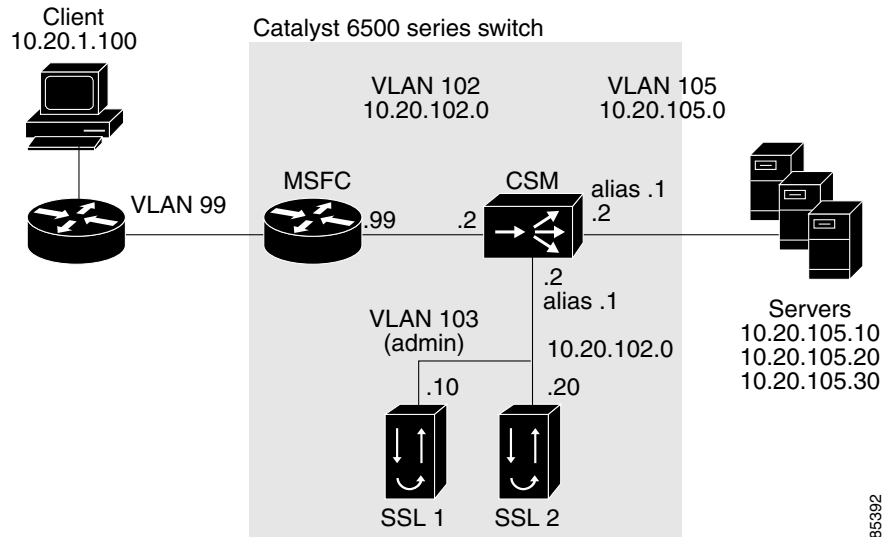 Client
10.20.1.100
Catalyst 6500 series switch
VLAN 102
10.20.102.0
VLAN 105
10.20.105.0
VLAN 99
MSFC
.99
.2
CSM
alias .1
.2
.2
alias .1
VLAN 103
(admin)
10.20.102.0
.10
.20
SSL 1
SSL 2
Servers
10.20.105.10
10.20.105.20
10.20.105.30
85392